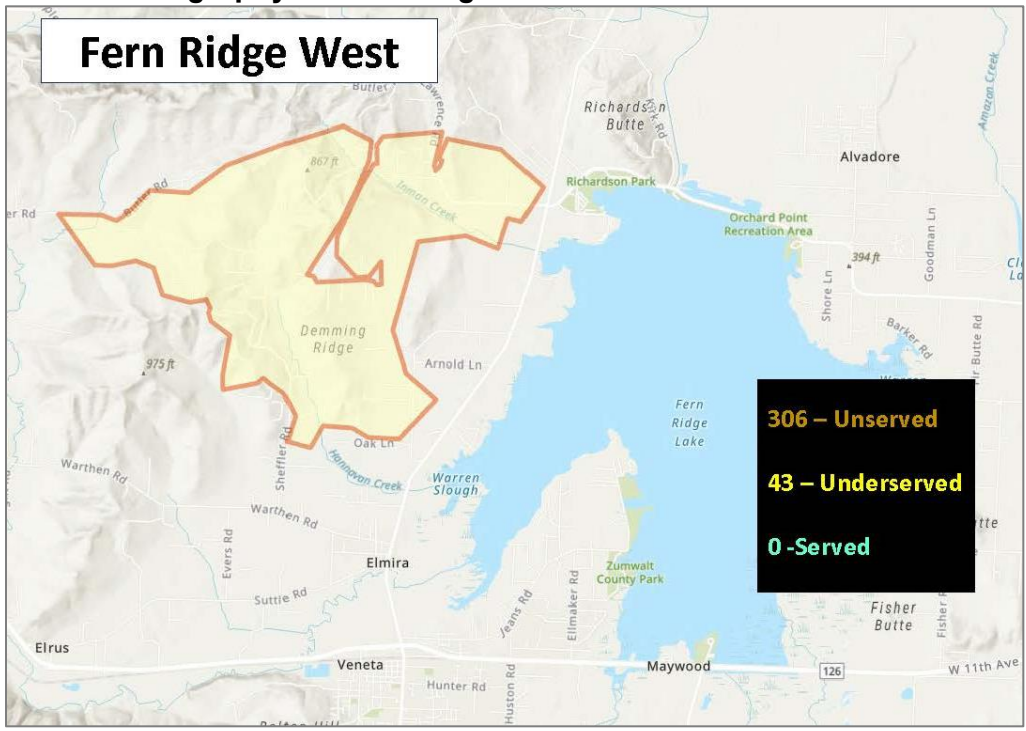 Fern Ridge West
Butler
Lawrence Rd
Kirk Rd
Richardson
Butte
Amazon Creek
Alvadore
867 ft
Richardson Park
Butler Rd
Inman Creek
er Rd
Orchard Point
Recreation Area
Goodman Ln
394 ft
Shore Ln
Barker Rd
Demming
Ridge
975 ft
Arnold Ln
Fern
Ridge
Lake
306 – Unserved
43 – Underserved
0 -Served
Oak Ln
Sheffler Rd
Hannavan Creek
Warthen Rd
Warren
Slough
Warthen Rd
Evers Rd
Elmira
Zumwalt
County Park
Suttle Rd
Jeans Rd
Ellmaker Rd
Fisher
Butte
Elrus
Veneta
Maywood
126
W 11th Ave
Hunter Rd
Huston Rd